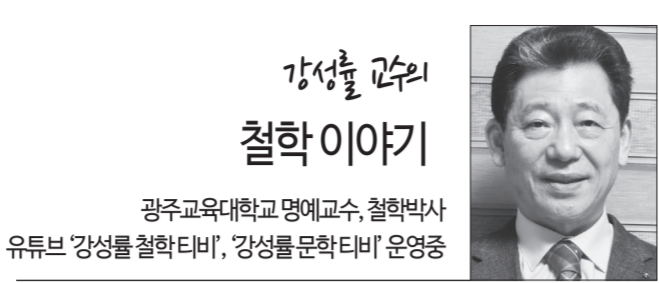 강성률 교수의
철학 이야기
광주교육대학교 명예교수, 철학박사
유튜브 ‘강성률 철학 티비’, ‘강성률 문학 티비’ 운영중